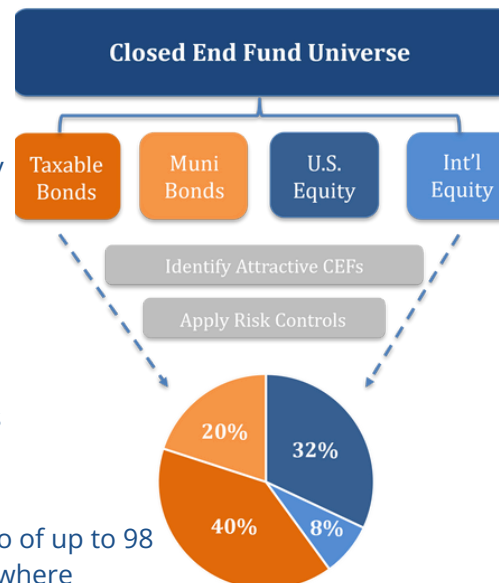 Closed End Fund Universe
Taxable
Bonds
Muni
Bonds
U.S.
Equity
Int'l
Equity
Identify Attractive CEFs
Apply Risk Controls
20%
32%
40%
8%
of up to 98
where